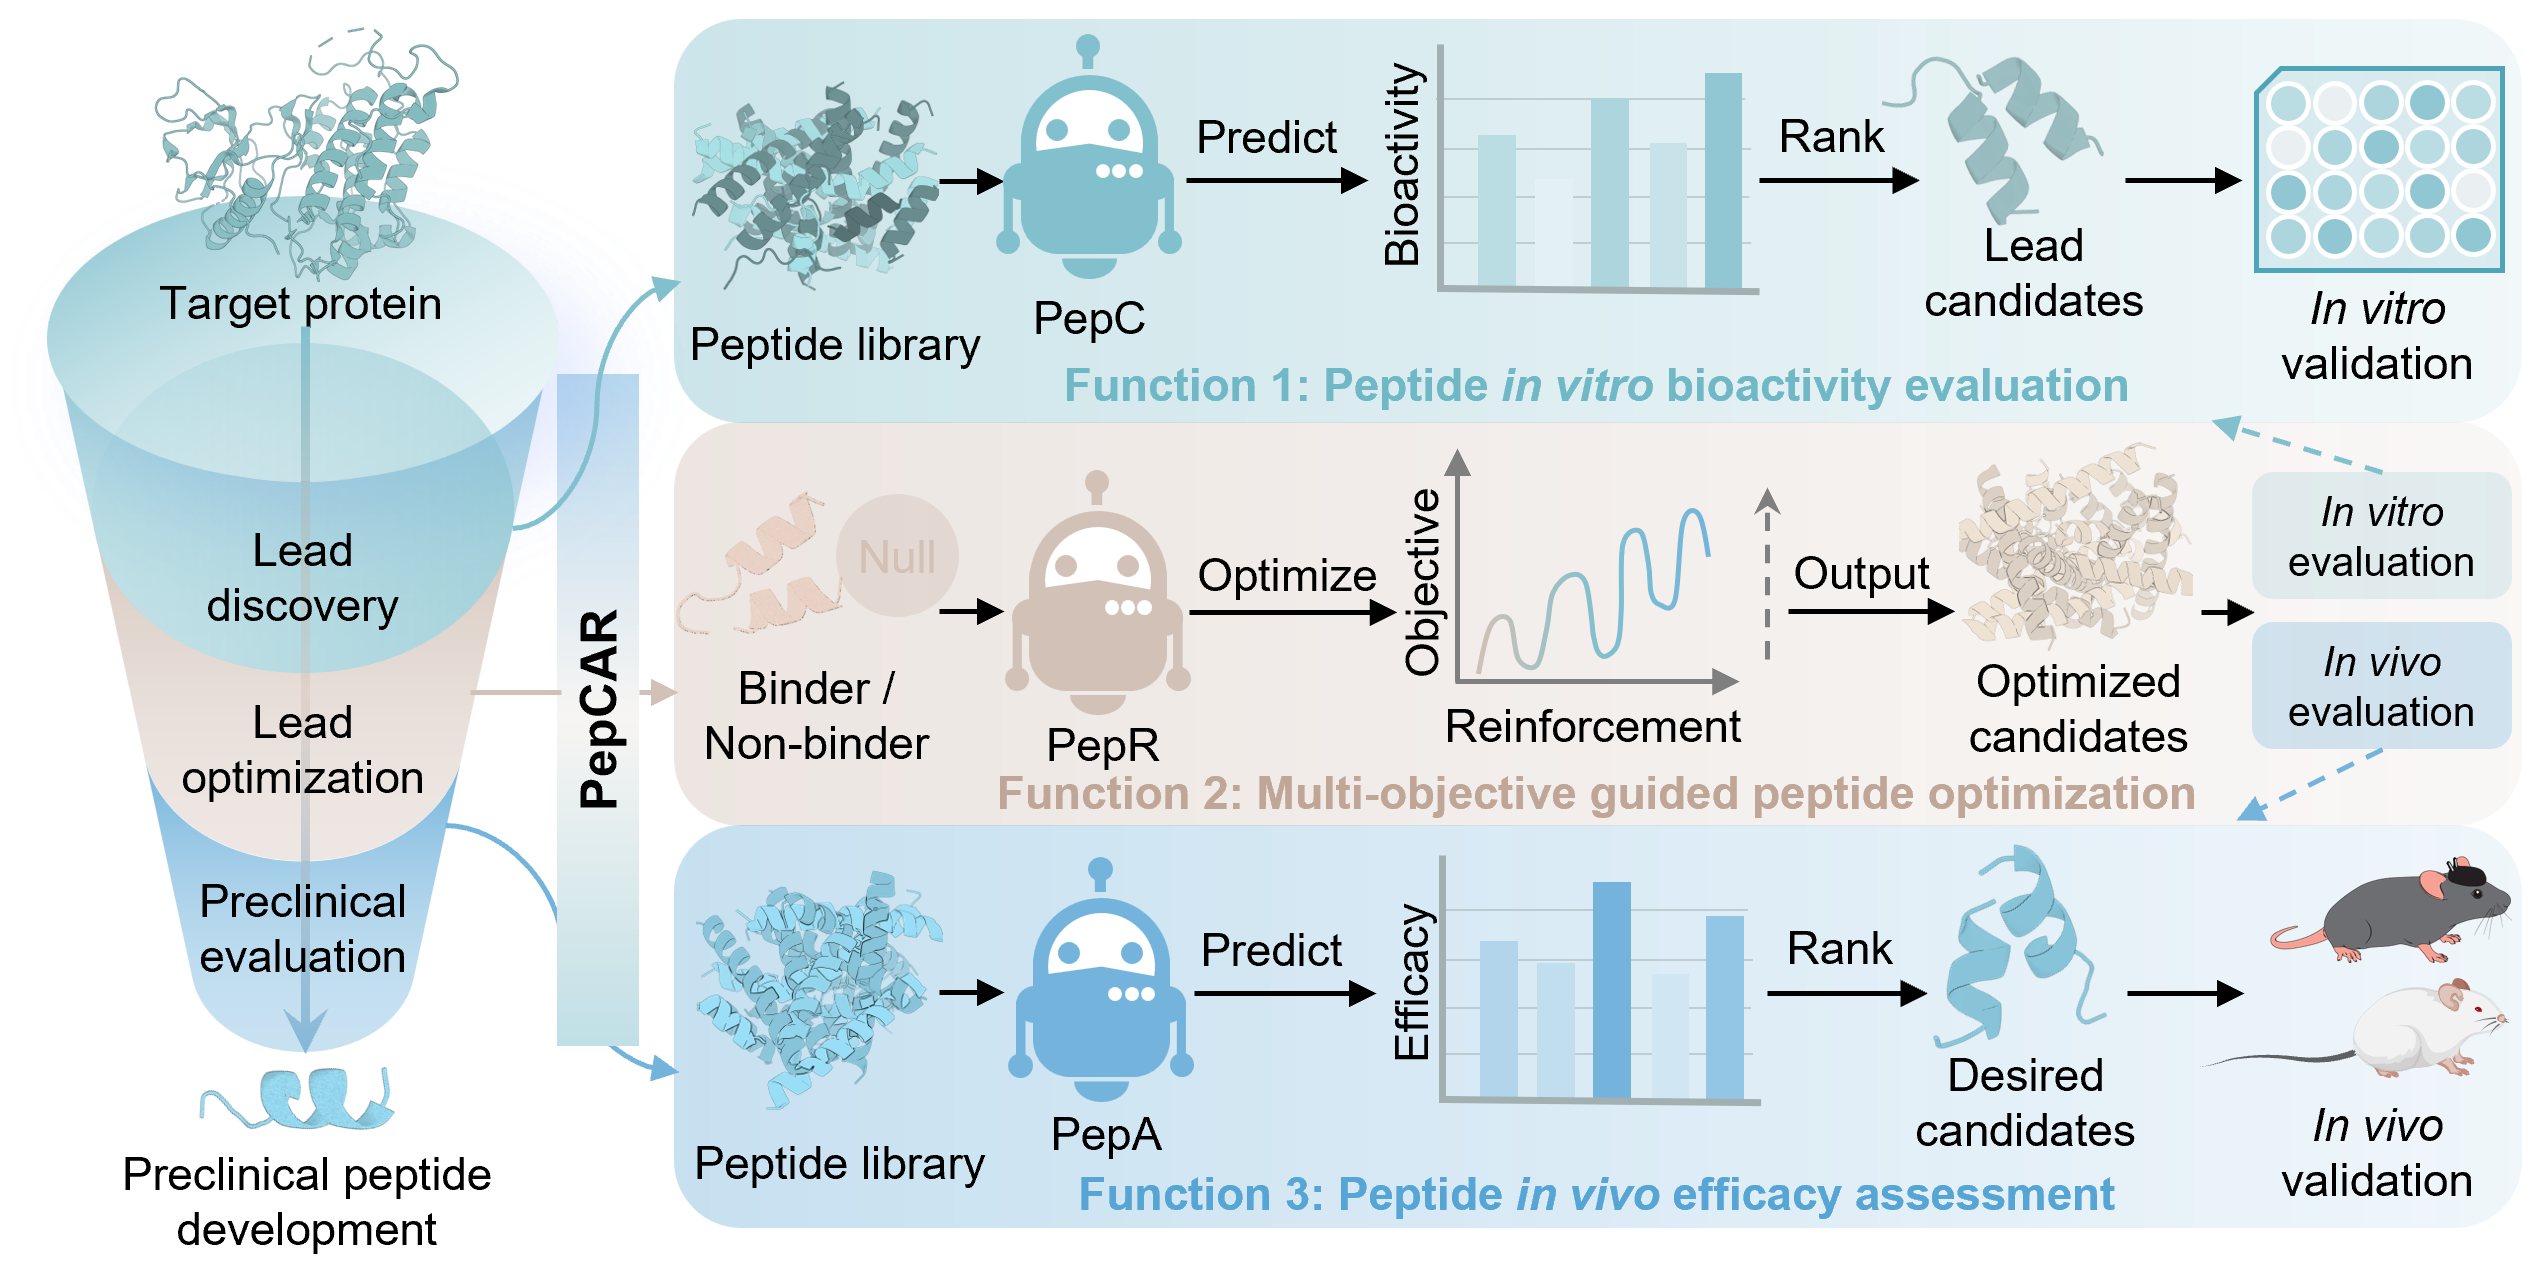 Target protein
Lead
discovery
Lead
optimization
Preclinical
evaluation
Preclinical peptide
development
PepCAR
Peptide library
PepC
Predict
Bioactivity
Rank
Lead
candidates
In vitro
validation
Function 1: Peptide in vitro bioactivity evaluation
Null
Binder /
Non-binder
PepR
Optimize
Objective
Reinforcement
Output
Optimized
candidates
In vitro
evaluation
In vivo
evaluation
Function 2: Multi-objective guided peptide optimization
Peptide library
PepA
Predict
Efficacy
Rank
Desired
candidates
In vivo
validation
Function 3: Peptide in vivo efficacy assessment